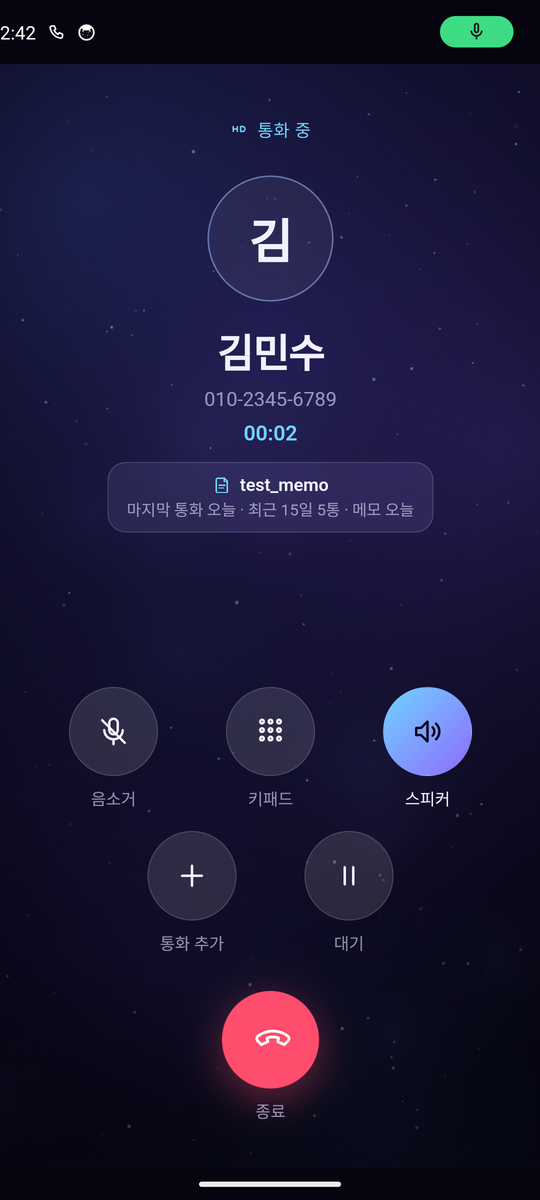 2:42
HD 통화 중
김
김민수
010-2345-6789
00:02
test_memo
마지막 통화 오늘 · 최근 15일 5통 · 메모 오늘
음소거
키패드
스피커
통화 추가
대기
종료